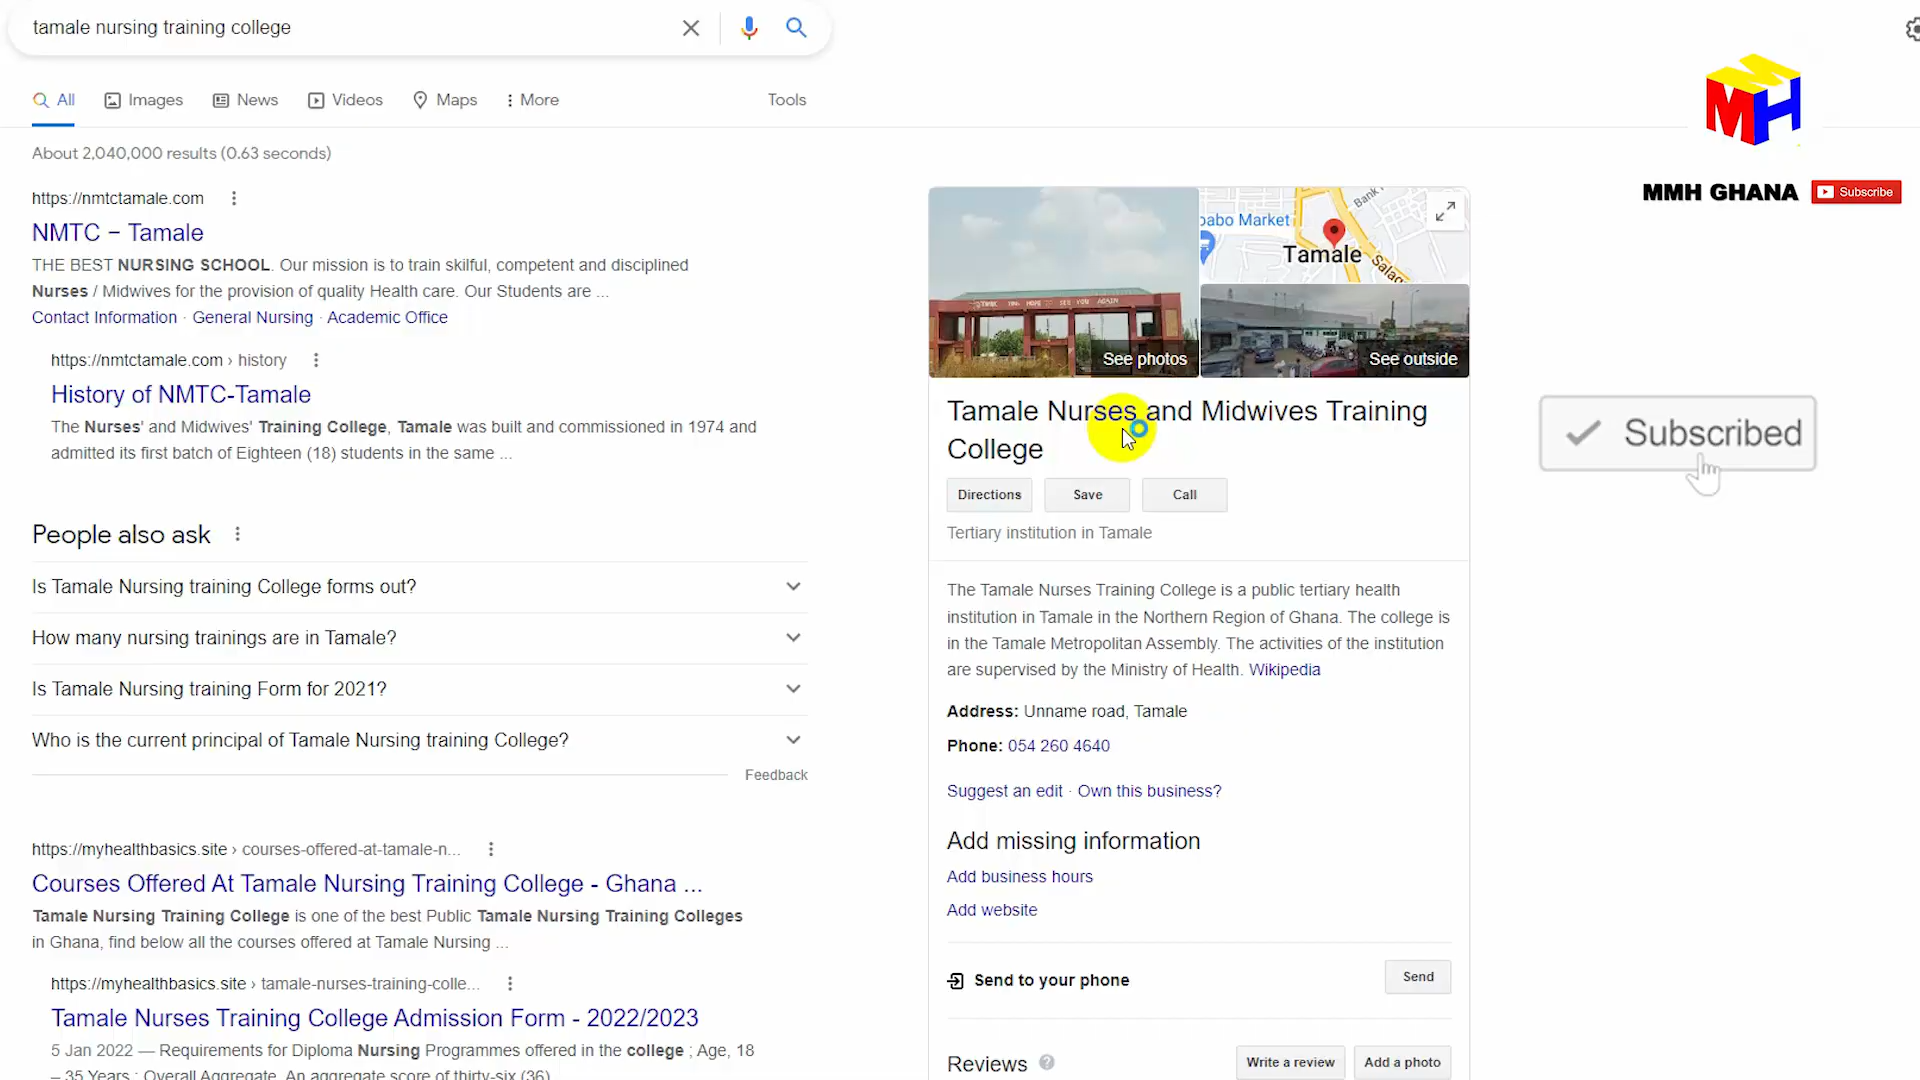 tamale nursing training college
All
Images
News
Videos
Maps
More
Tools
About 2,040,000 results (0.63 seconds)
MMH GHANA
Subscribe
https://nmtctamale.com
NMTC – Tamale
THE BEST NURSING SCHOOL. Our mission is to train skilful, competent and disciplined
Nurses / Midwives for the provision of quality Health care. Our Students are ...
Contact Information · General Nursing · Academic Office
https://nmtctamale.com › history
History of NMTC-Tamale
The Nurses' and Midwives' Training College, Tamale was built and commissioned in 1974 and
admitted its first batch of Eighteen (18) students in the same ...
People also ask
Is Tamale Nursing training College forms out?
How many nursing trainings are in Tamale?
Is Tamale Nursing training Form for 2021?
Who is the current principal of Tamale Nursing training College?
Feedback
https://myhealthbasics.site › courses-offered-at-tamale-n...
Courses Offered At Tamale Nursing Training College - Ghana ...
Tamale Nursing Training College is one of the best Public Tamale Nursing Training Colleges
in Ghana, find below all the courses offered at Tamale Nursing ...
https://myhealthbasics.site › tamale-nurses-training-colle...
Tamale Nurses Training College Admission Form - 2022/2023
5 Jan 2022 — Requirements for Diploma Nursing Programmes offered in the college ; Age, 18
– 35 Years ; Overall Aggregate, An aggregate score of thirty-six (36)
See photos
abo Market
Bank
Tamale
Salag
See outside
Tamale Nurses and Midwives Training
College
Directions
Save
Call
Tertiary institution in Tamale
The Tamale Nurses Training College is a public tertiary health
institution in Tamale in the Northern Region of Ghana. The college is
in the Tamale Metropolitan Assembly. The activities of the institution
are supervised by the Ministry of Health. Wikipedia
Address: Unname road, Tamale
Phone: 054 260 4640
Suggest an edit · Own this business?
Add missing information
Add business hours
Add website
Send to your phone
Send
Reviews
Write a review
Add a photo
Subscribed